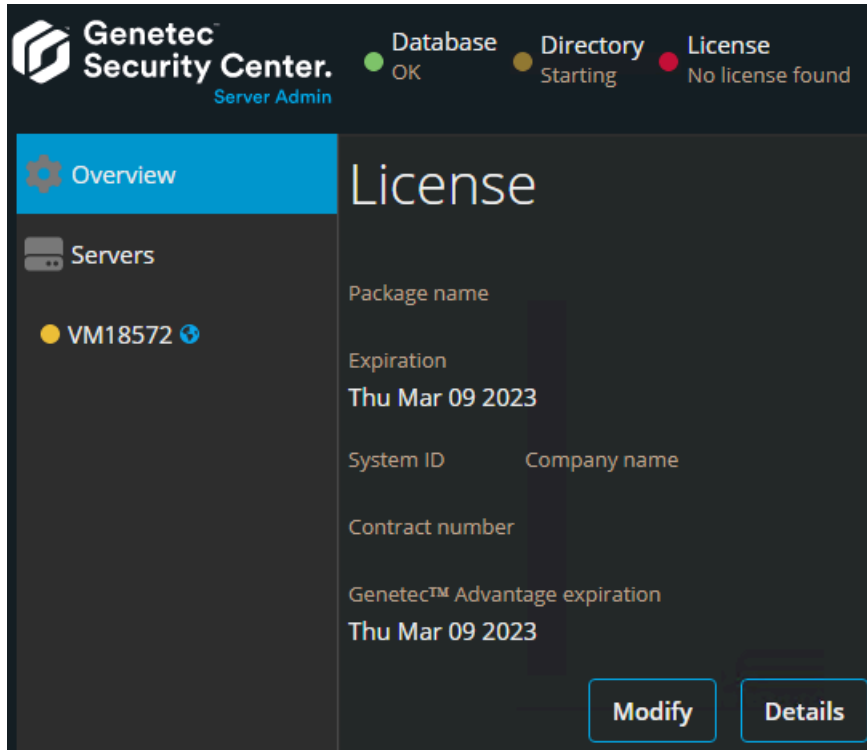 Genetec™
Security Center.
Server Admin
Database
OK
Directory
Starting
License
No license found
Overview
Servers
VM18572
License
Package name
Expiration
Thu Mar 09 2023
System ID
Company name
Contract number
Genetec™ Advantage expiration
Thu Mar 09 2023
Modify
Details